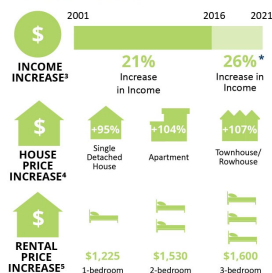 2001 2016 2021
$
INCOME
INCREASE³
21%
Increase
in Income
26%*
Increase in
Income
$
HOUSE
PRICE
INCREASE⁴
+95%
Single
Detached
House
+104%
Apartment
+107%
Townhouse/
Rowhouse
$
RENTAL
PRICE
INCREASE⁵
$1,225
1-bedroom
$1,530
2-bedroom
$1,600
3-bedroom